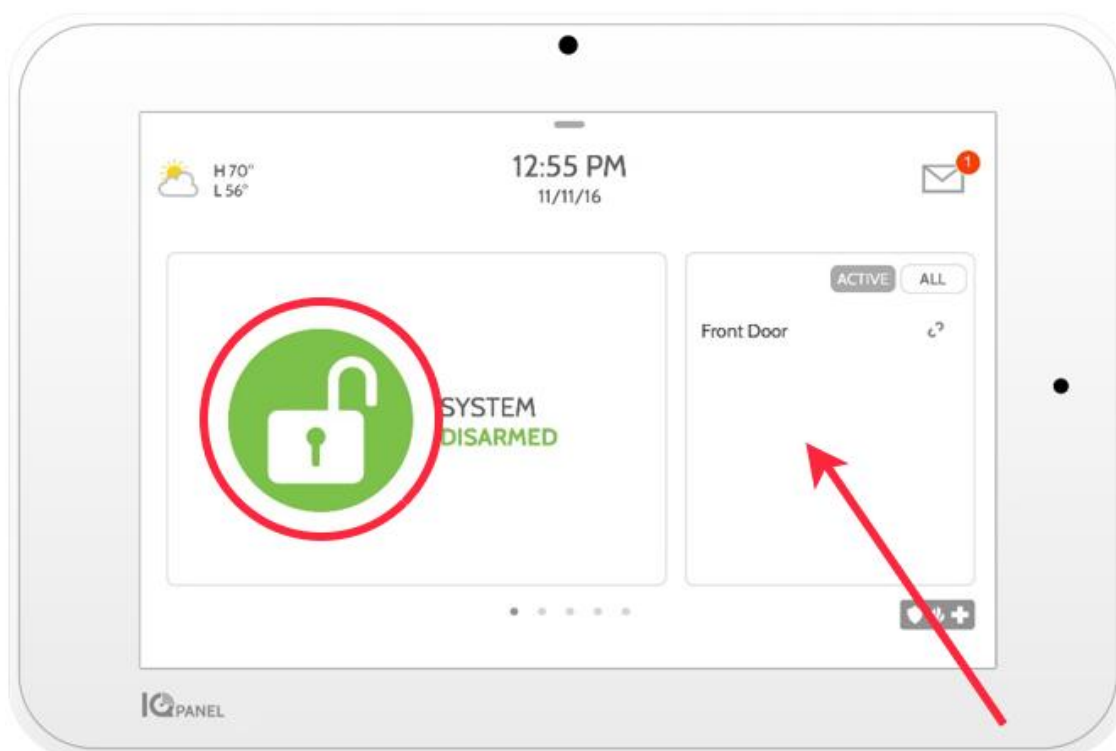 H 70°
L 56°
12:55 PM
11/11/16
1
SYSTEM
DISARMED
ACTIVE
ALL
Front Door
IQ PANEL